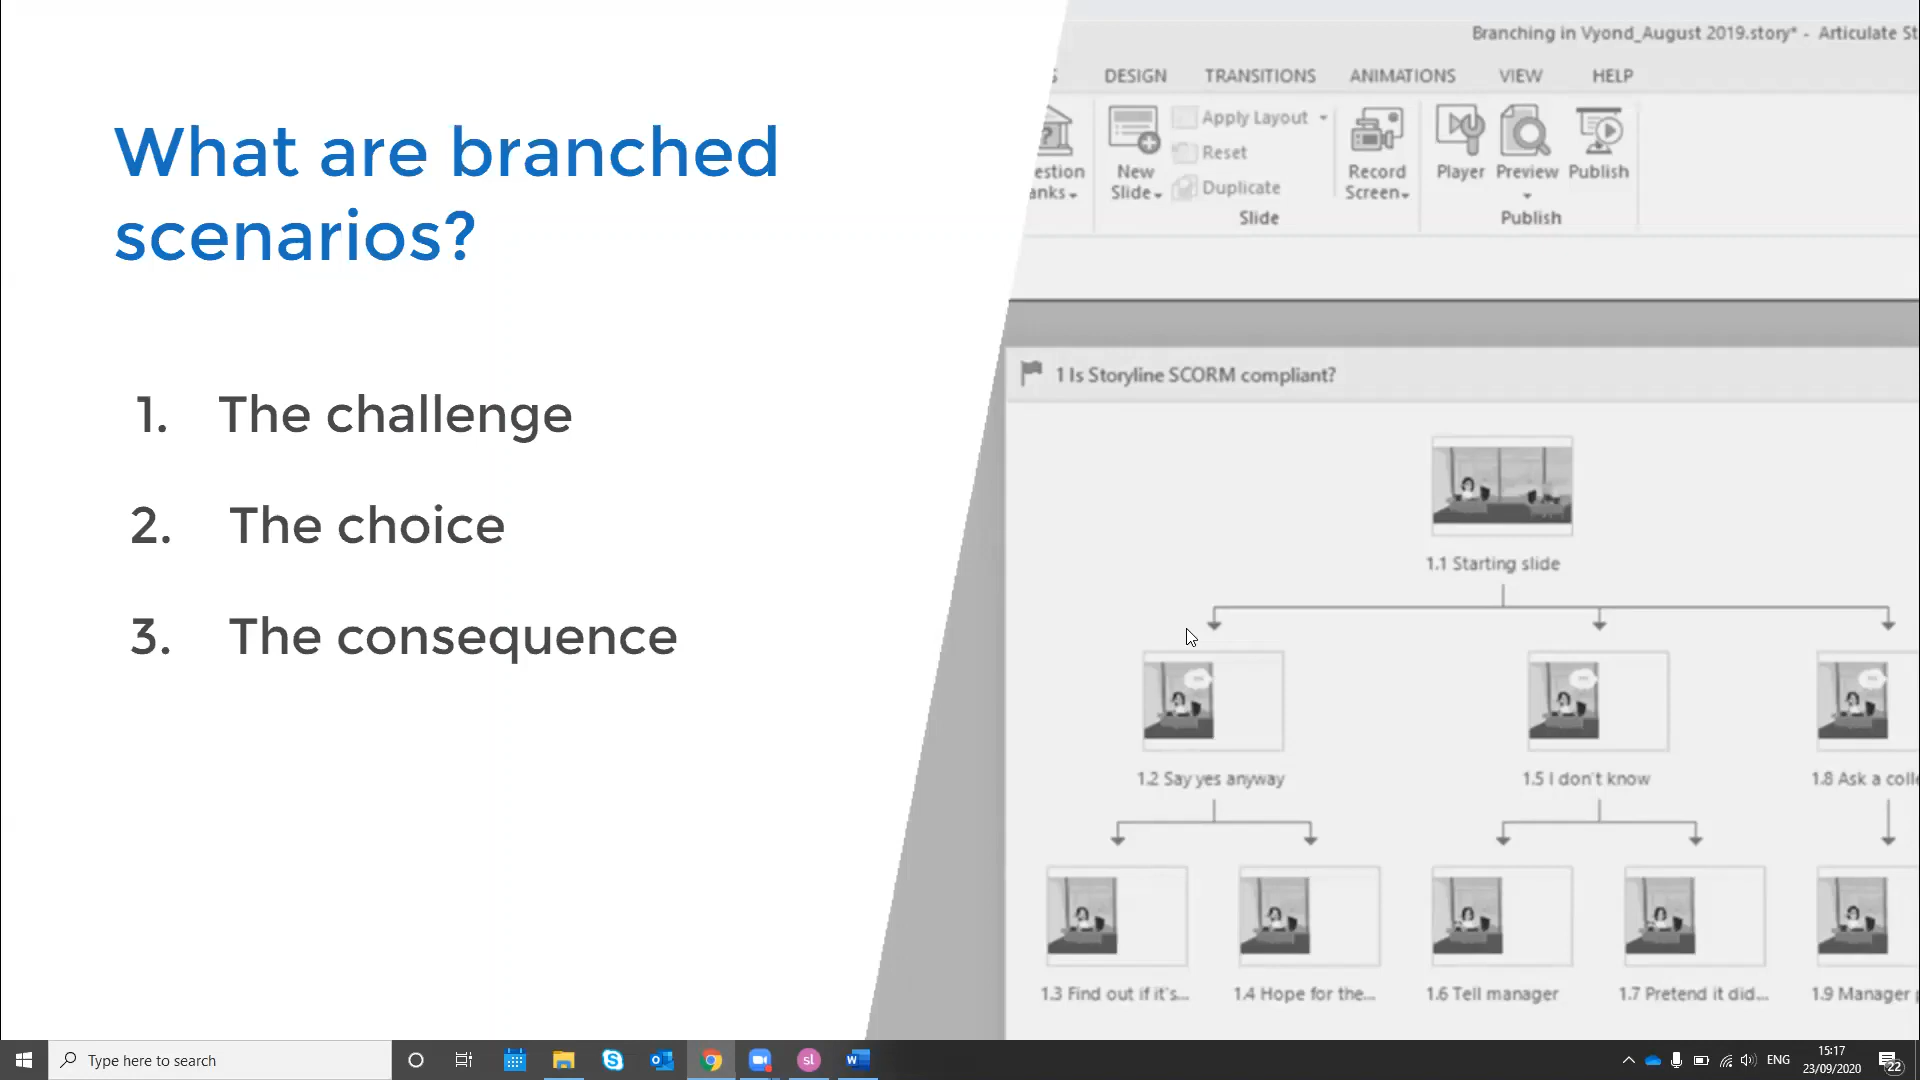 What are branched
scenarios?
1. The challenge
2. The choice
3. The consequence
Branching in Vyond_August 2019.story* - Articulate St
S DESIGN TRANSITIONS ANIMATIONS VIEW HELP
estion
anks
New
Slide
Apply Layout
Reset
Duplicate
Slide
Record
Screen
Player
Preview
Publish
Publish
1 Is Storyline SCORM compliant?
1.1 Starting slide
1.2 Say yes anyway
1.5 I don't know
1.8 Ask a colle
1.3 Find out if it's...
1.4 Hope for the...
1.6 Tell manager
1.7 Pretend it did...
1.9 Manager p
Type here to search
sl
W
ENG
15:17
23/09/2020
22